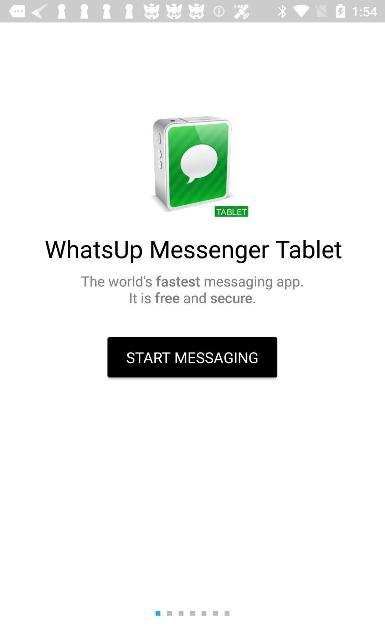 1:54
TABLET
WhatsUp Messenger Tablet
The world's fastest messaging app.
It is free and secure.
START MESSAGING